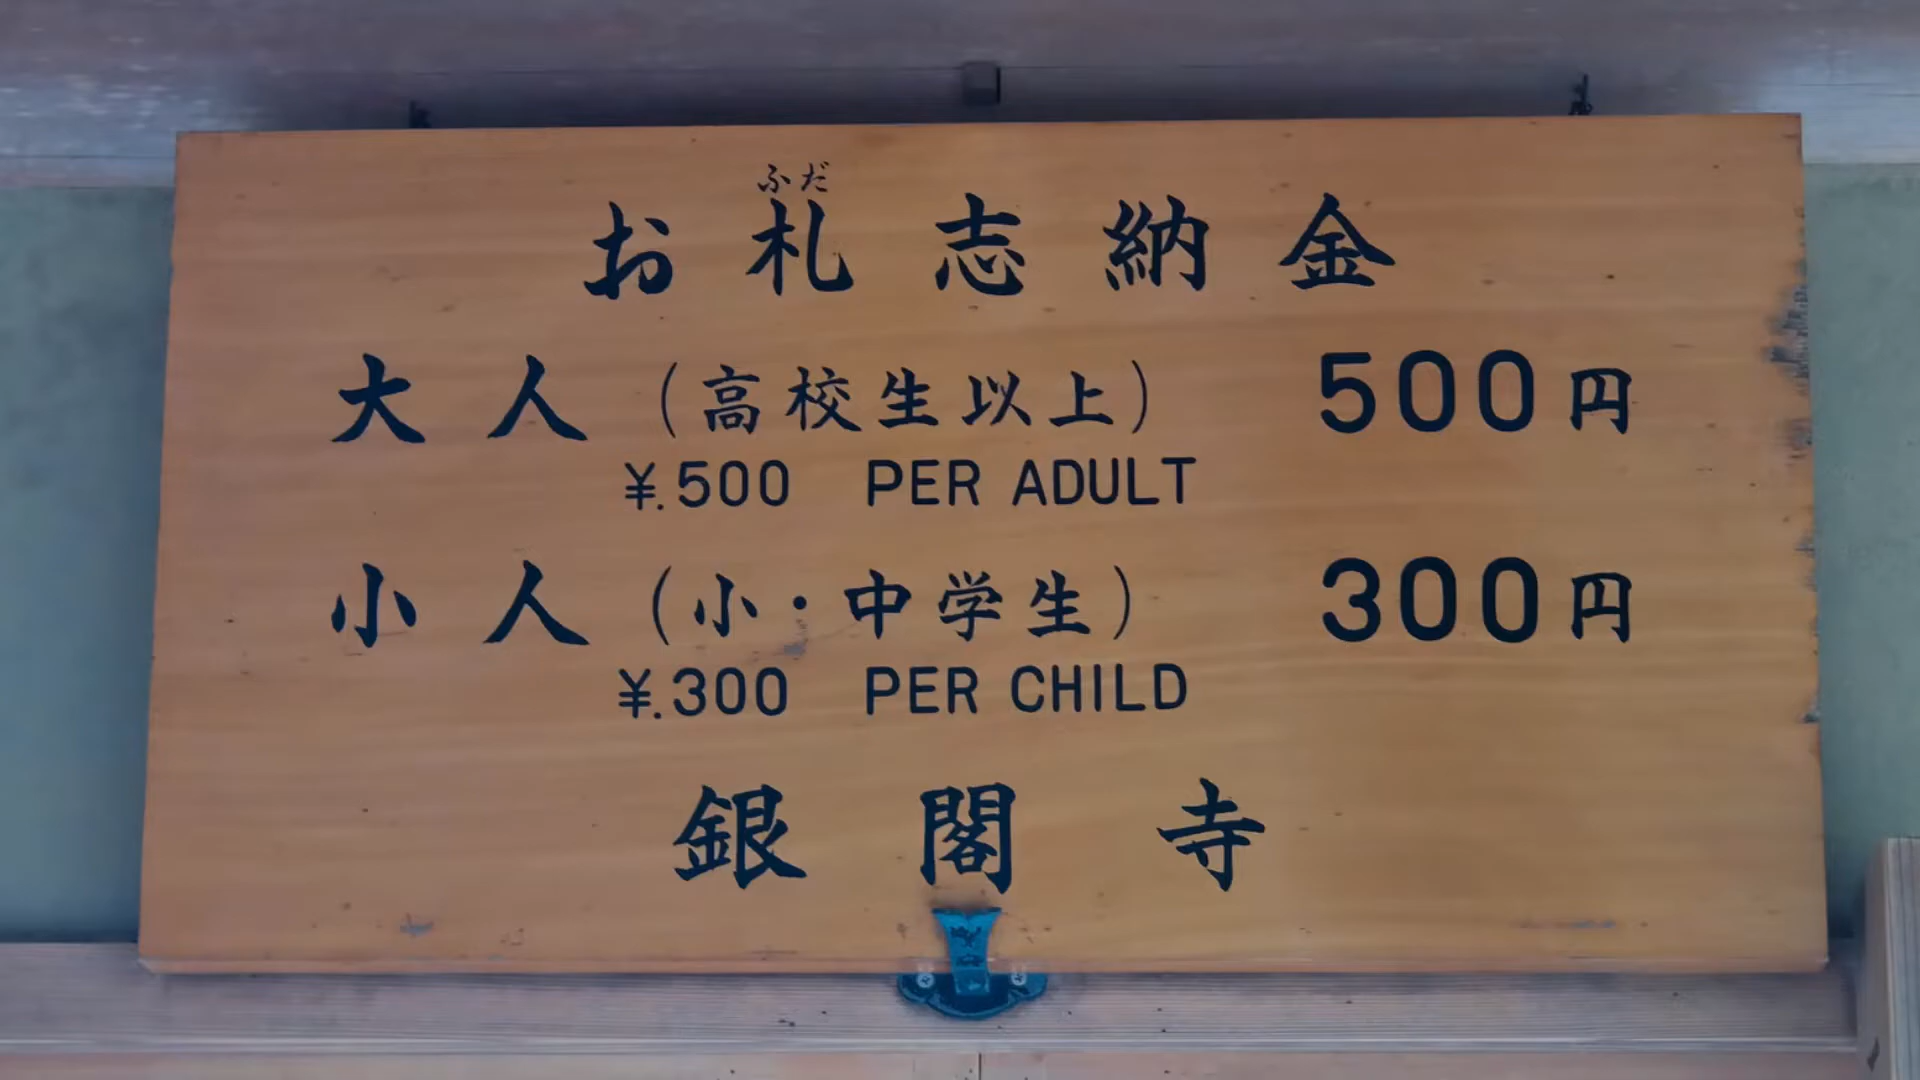 ふだ
お札志納金
大人（高校生以上） 500円
¥.500 PER ADULT
小人（小・中学生） 300円
¥.300 PER CHILD
銀閣寺